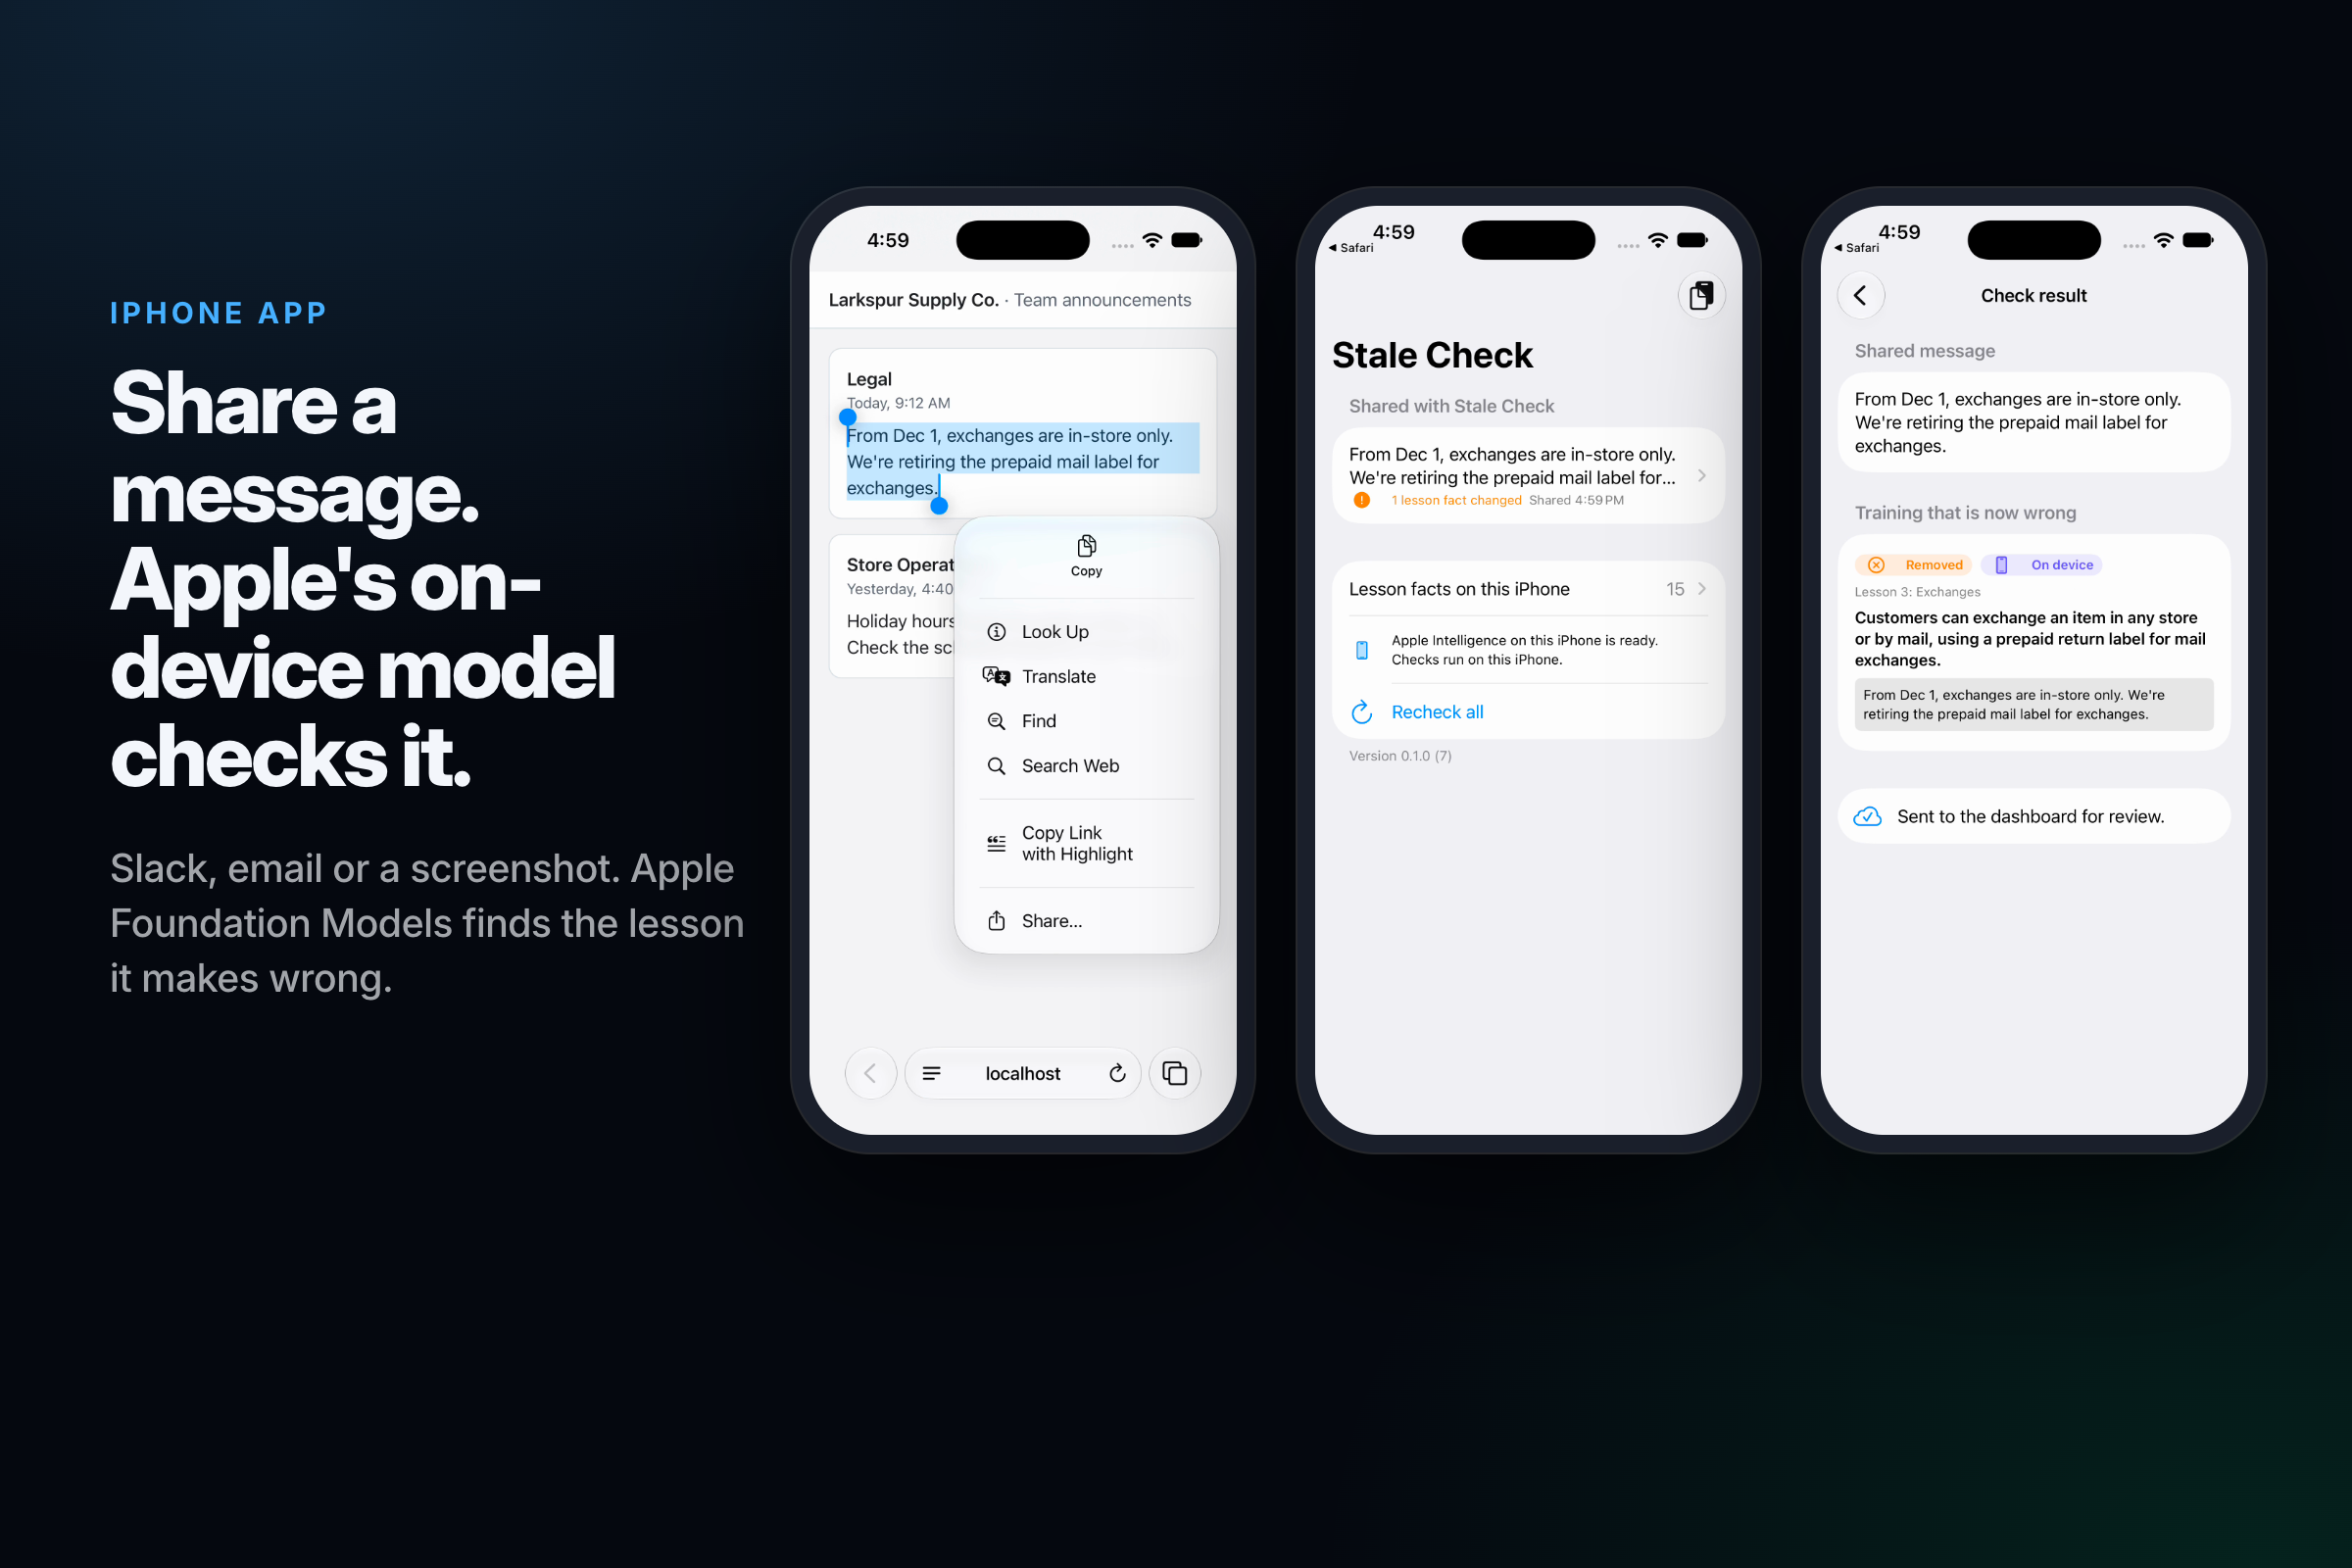 IPHONE APP
Share a
message.
Apple's on-
device model
checks it.
Slack, email or a screenshot. Apple
Foundation Models finds the lesson
it makes wrong.
4:59
Larkspur Supply Co. · Team announcements
Legal
Today, 9:12 AM
From Dec 1, exchanges are in-store only.
We're retiring the prepaid mail label for
exchanges.
Store Operat
Yesterday, 4:40
Holiday hours
Check the sc
Copy
Look Up
Translate
Find
Search Web
Copy Link
with Highlight
Share...
localhost
4:59
◀ Safari
Stale Check
Shared with Stale Check
From Dec 1, exchanges are in-store only.
We're retiring the prepaid mail label for...
1 lesson fact changed Shared 4:59 PM
Lesson facts on this iPhone 15
Apple Intelligence on this iPhone is ready.
Checks run on this iPhone.
Recheck all
Version 0.1.0 (7)
4:59
◀ Safari
Check result
Shared message
From Dec 1, exchanges are in-store only.
We're retiring the prepaid mail label for
exchanges.
Training that is now wrong
Removed On device
Lesson 3: Exchanges
Customers can exchange an item in any store
or by mail, using a prepaid return label for mail
exchanges.
From Dec 1, exchanges are in-store only. We're
retiring the prepaid mail label for exchanges.
Sent to the dashboard for review.